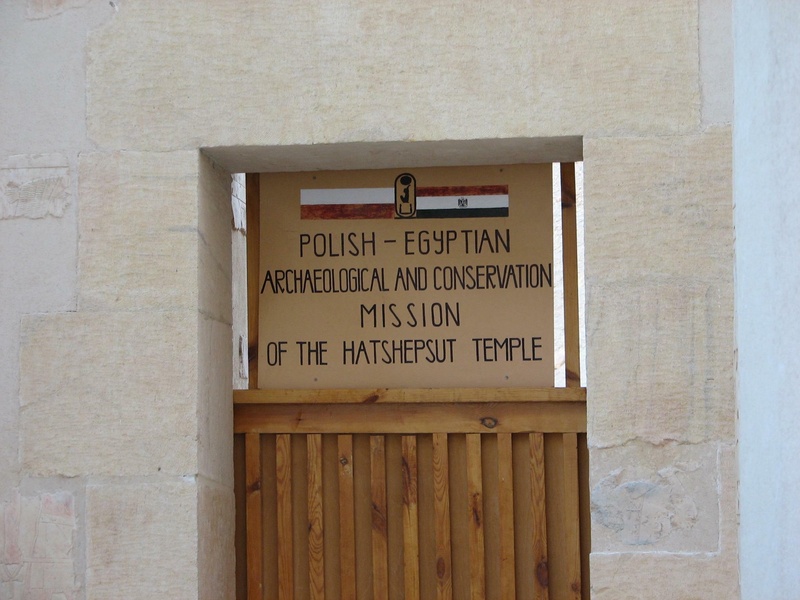 POLISH - EGYPTIAN
ARCHAEOLOGICAL AND CONSERVATION
MISSION
OF THE HATSHEPSUT TEMPLE